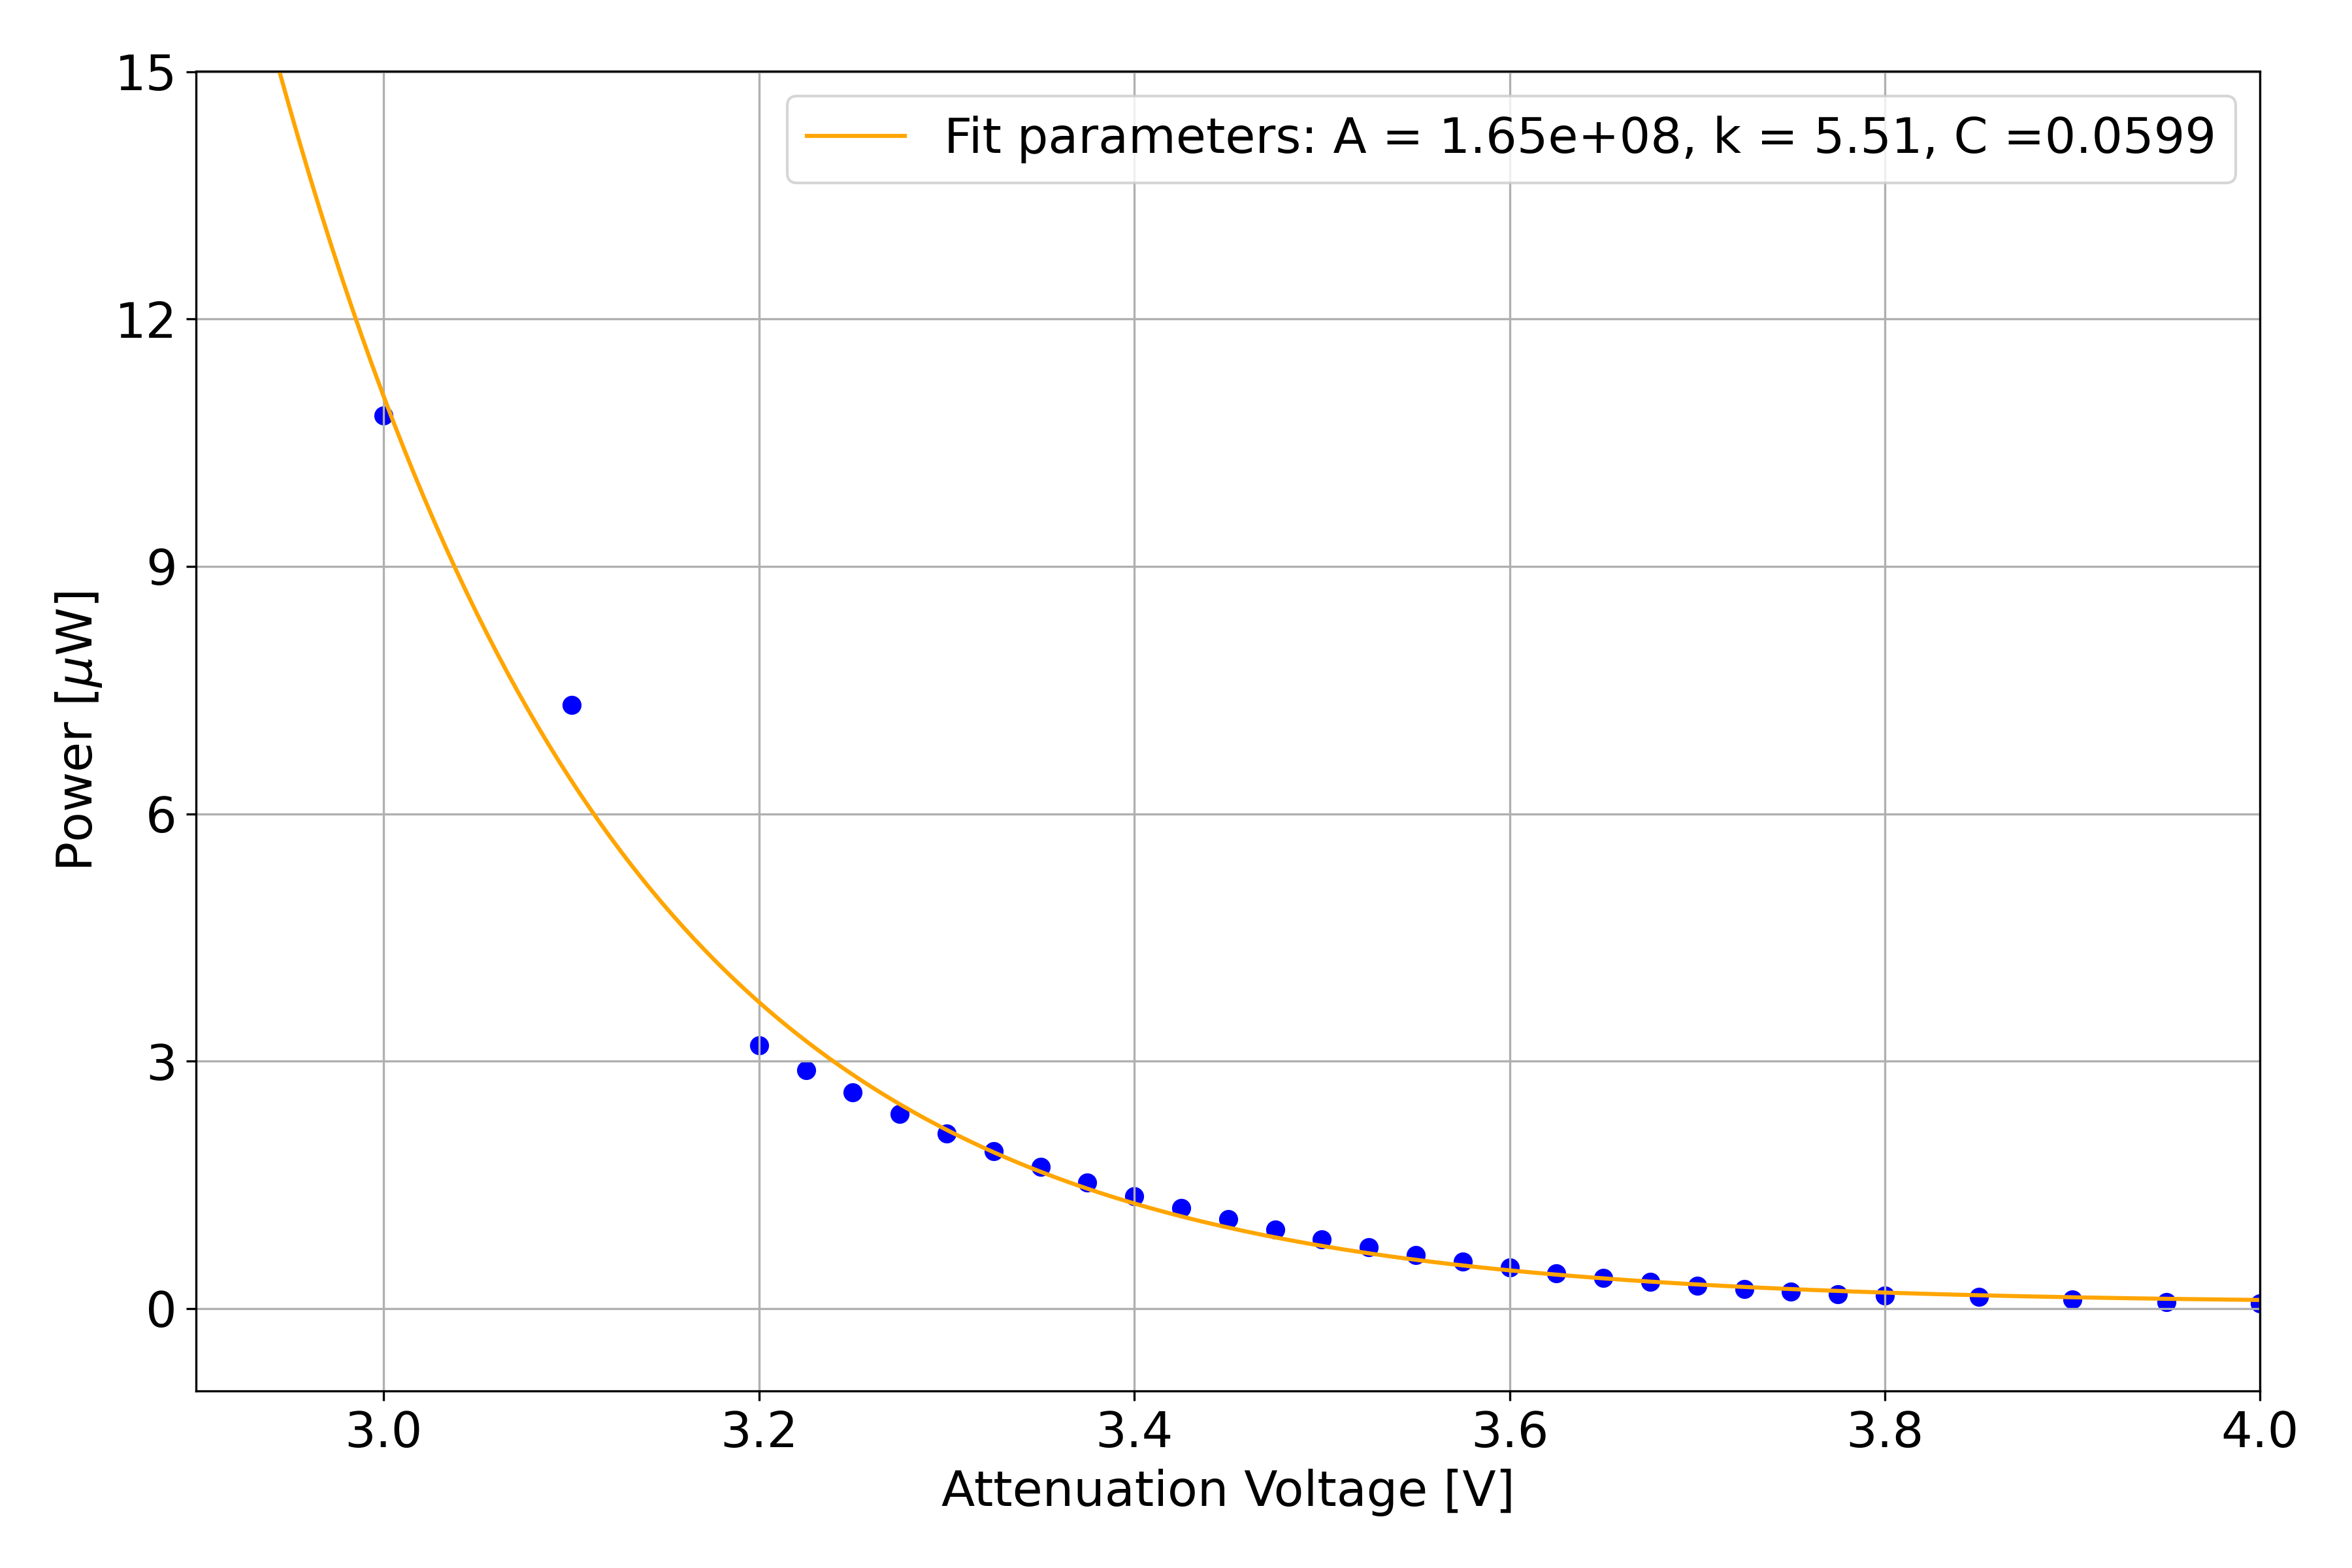 15
12
9
6
3
0
Power [μW]
Fit parameters: A = 1.65e+08, k = 5.51, C =0.0599
3.0 3.2 3.4 3.6 3.8 4.0
Attenuation Voltage [V]